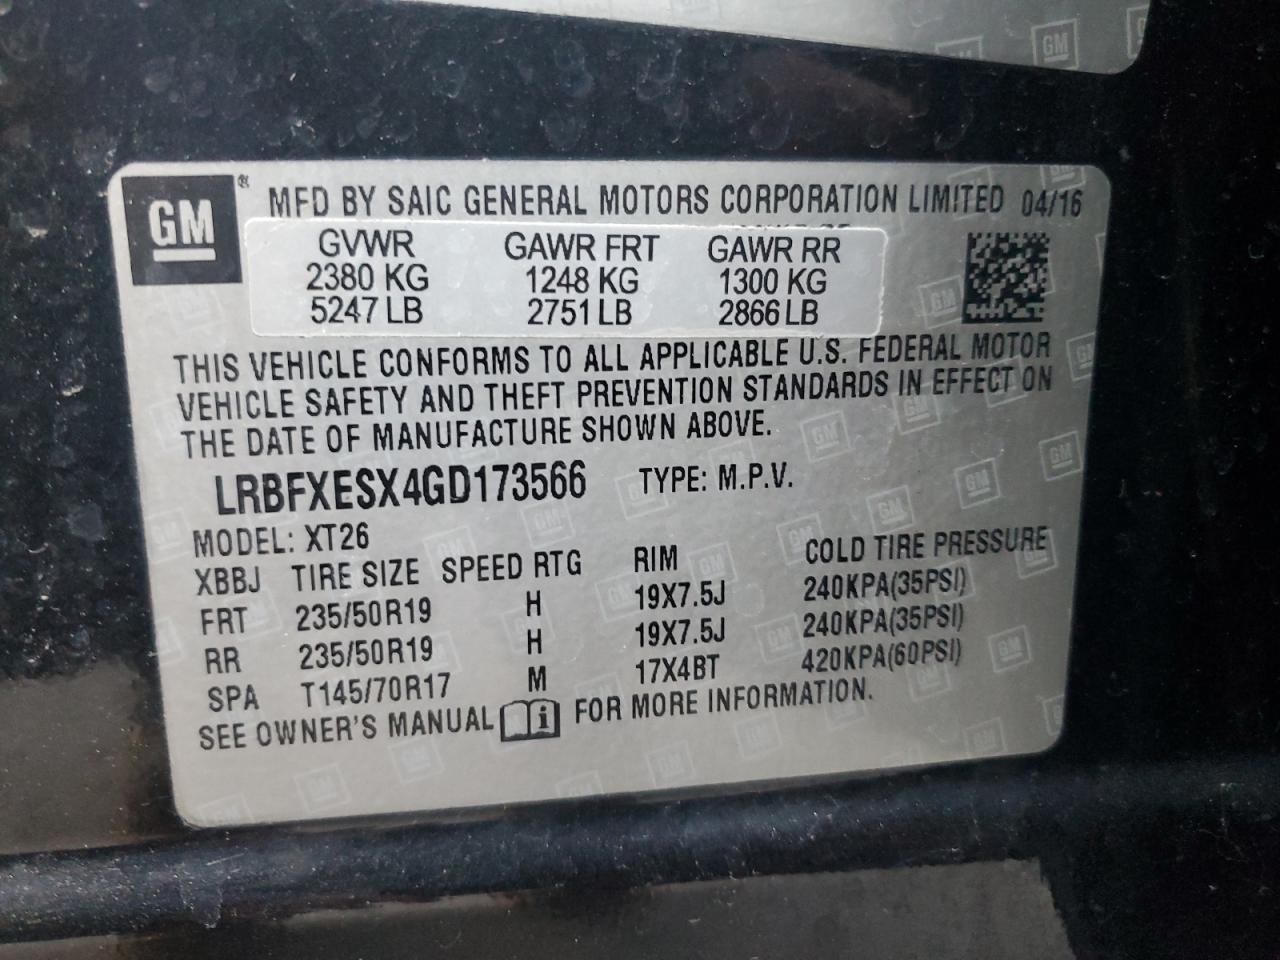 GM® MFD BY SAIC GENERAL MOTORS CORPORATION LIMITED 04/16
GVWR GAWR FRT GAWR RR
2380 KG 1248 KG 1300 KG
5247 LB 2751 LB 2866 LB
THIS VEHICLE CONFORMS TO ALL APPLICABLE U.S. FEDERAL MOTOR
VEHICLE SAFETY AND THEFT PREVENTION STANDARDS IN EFFECT ON
THE DATE OF MANUFACTURE SHOWN ABOVE.
LRBFXESX4GD173566 TYPE: M.P.V.
MODEL: XT26
XBBJ TIRE SIZE SPEED RTG RIM COLD TIRE PRESSURE
FRT 235/50R19 H 19X7.5J 240KPA(35PSI)
RR 235/50R19 H 19X7.5J 240KPA(35PSI)
SPA T145/70R17 M 17X4BT 420KPA(60PSI)
SEE OWNER'S MANUAL i FOR MORE INFORMATION.